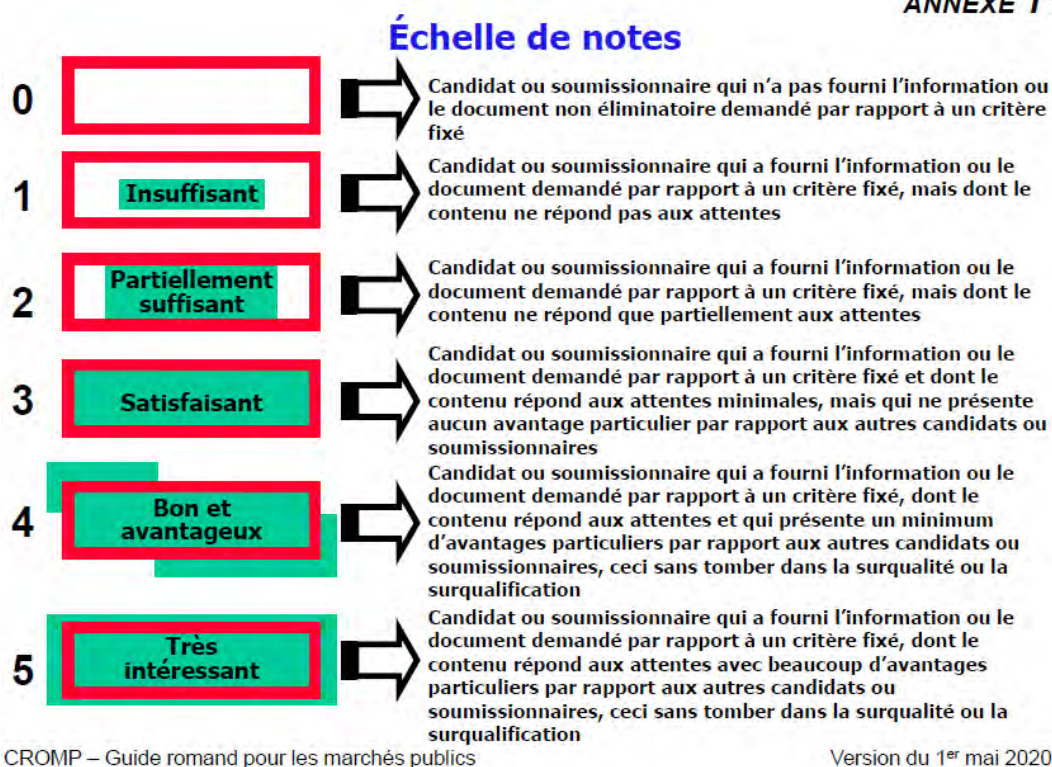 ANNEXE 1
Échelle de notes
0
Candidat ou soumissionnaire qui n'a pas fourni l'information ou
le document non éliminatoire demandé par rapport à un critère
fixé
1
Insuffisant
Candidat ou soumissionnaire qui a fourni l'information ou le
document demandé par rapport à un critère fixé, mais dont le
contenu ne répond pas aux attentes
2
Partiellement
suffisant
Candidat ou soumissionnaire qui a fourni l'information ou le
document demandé par rapport à un critère fixé, mais dont le
contenu ne répond que partiellement aux attentes
3
Satisfaisant
Candidat ou soumissionnaire qui a fourni l'information ou le
document demandé par rapport à un critère fixé et dont le
contenu répond aux attentes minimales, mais qui ne présente
aucun avantage particulier par rapport aux autres candidats ou
soumissionnaires
4
Bon et
avantageux
Candidat ou soumissionnaire qui a fourni l'information ou le
document demandé par rapport à un critère fixé, dont le
contenu répond aux attentes et qui présente un minimum
d'avantages particuliers par rapport aux autres candidats ou
soumissionnaires, ceci sans tomber dans la surqualité ou la
surqualification
5
Très
intéressant
Candidat ou soumissionnaire qui a fourni l'information ou le
document demandé par rapport à un critère fixé, dont le
contenu répond aux attentes avec beaucoup d'avantages
particuliers par rapport aux autres candidats ou
soumissionnaires, ceci sans tomber dans la surqualité ou la
surqualification
CROMP – Guide romand pour les marchés publics
Version du 1er mai 2020